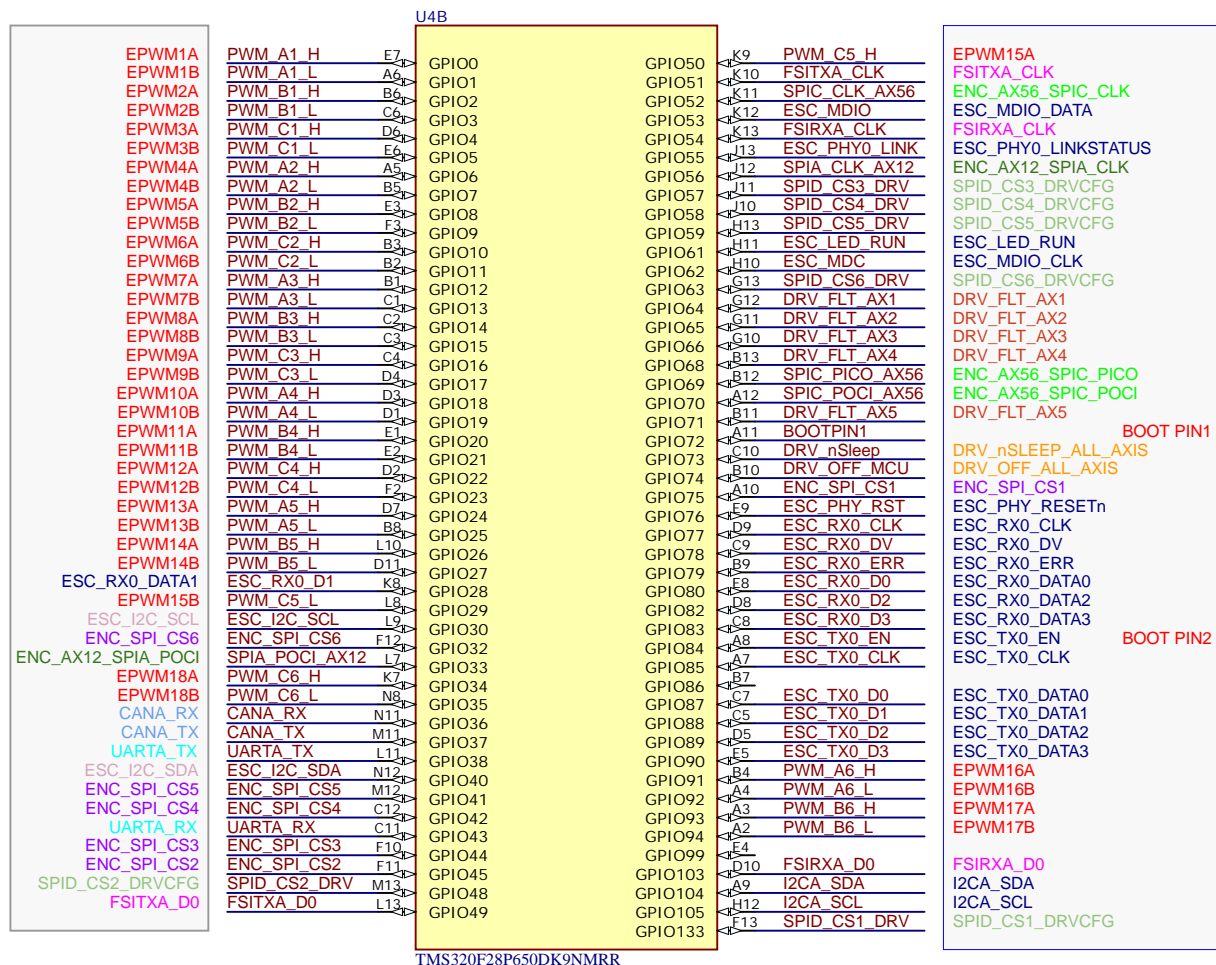 U4B
EPWM1A PWM_A1_H E7 GPIO0 GPIO50 K9 PWM_C5_H EPWM15A
EPWM1B PWM_A1_L A6 GPIO1 GPIO51 K10 FSITXA_CLK FSITXA_CLK
EPWM2A PWM_B1_H B6 GPIO2 GPIO52 K11 SPIC_CLK_AX56 ENC_AX56_SPIC_CLK
EPWM2B PWM_B1_L C6 GPIO3 GPIO53 K12 ESC_MDIO ESC_MDIO_DATA
EPWM3A PWM_C1_H D6 GPIO4 GPIO54 K13 FSIRXA_CLK FSIRXA_CLK
EPWM3B PWM_C1_L E6 GPIO5 GPIO55 J13 ESC_PHY0_LINK ESC_PHY0_LINKSTATUS
EPWM4A PWM_A2_H A5 GPIO6 GPIO56 J12 SPIA_CLK_AX12 ENC_AX12_SPIA_CLK
EPWM4B PWM_A2_L B5 GPIO7 GPIO57 J11 SPID_CS3_DRV SPID_CS3_DRVCFG
EPWM5A PWM_B2_H E3 GPIO8 GPIO58 J10 SPID_CS4_DRV SPID_CS4_DRVCFG
EPWM5B PWM_B2_L F3 GPIO9 GPIO59 H13 SPID_CS5_DRV SPID_CS5_DRVCFG
EPWM6A PWM_C2_H B3 GPIO10 GPIO61 H11 ESC_LED_RUN ESC_LED_RUN
EPWM6B PWM_C2_L B2 GPIO11 GPIO62 H10 ESC_MDC ESC_MDIO_CLK
EPWM7A PWM_A3_H B1 GPIO12 GPIO63 G13 SPID_CS6_DRV SPID_CS6_DRVCFG
EPWM7B PWM_A3_L C1 GPIO13 GPIO64 G12 DRV_FLT_AX1 DRV_FLT_AX1
EPWM8A PWM_B3_H C2 GPIO14 GPIO65 G11 DRV_FLT_AX2 DRV_FLT_AX2
EPWM8B PWM_B3_L C3 GPIO15 GPIO66 G10 DRV_FLT_AX3 DRV_FLT_AX3
EPWM9A PWM_C3_H C4 GPIO16 GPIO68 B13 DRV_FLT_AX4 DRV_FLT_AX4
EPWM9B PWM_C3_L D4 GPIO17 GPIO69 B12 SPIC_PICO_AX56 ENC_AX56_SPIC_PICO
EPWM10A PWM_A4_H D3 GPIO18 GPIO70 A12 SPIC_POCI_AX56 ENC_AX56_SPIC_POCI
EPWM10B PWM_A4_L D1 GPIO19 GPIO71 B11 DRV_FLT_AX5 DRV_FLT_AX5
EPWM11A PWM_B4_H E1 GPIO20 GPIO72 A11 BOOTPIN1 BOOT PIN1
EPWM11B PWM_B4_L E2 GPIO21 GPIO73 C10 DRV_nSleep DRV_nSLEEP_ALL_AXIS
EPWM12A PWM_C4_H D2 GPIO22 GPIO74 B10 DRV_OFF_MCU DRV_OFF_ALL_AXIS
EPWM12B PWM_C4_L F2 GPIO23 GPIO75 A10 ENC_SPI_CS1 ENC_SPI_CS1
EPWM13A PWM_A5_H D7 GPIO24 GPIO76 E9 ESC_PHY_RST ESC_PHY_RESETn
EPWM13B PWM_A5_L B8 GPIO25 GPIO77 D9 ESC_RX0_CLK ESC_RX0_CLK
EPWM14A PWM_B5_H L10 GPIO26 GPIO78 C9 ESC_RX0_DV ESC_RX0_DV
EPWM14B PWM_B5_L D11 GPIO27 GPIO79 B9 ESC_RX0_ERR ESC_RX0_ERR
ESC_RX0_DATA1 ESC_RX0_D1 K8 GPIO28 GPIO80 E8 ESC_RX0_D0 ESC_RX0_DATA0
EPWM15B PWM_C5_L L8 GPIO29 GPIO82 D8 ESC_RX0_D2 ESC_RX0_DATA2
ESC_I2C_SCL ESC_I2C_SCL L9 GPIO30 GPIO83 C8 ESC_RX0_D3 ESC_RX0_DATA3
ENC_SPI_CS6 ENC_SPI_CS6 F12 GPIO32 GPIO84 A8 ESC_TX0_EN ESC_TX0_EN BOOT PIN2
ENC_AX12_SPIA_POCI SPIA_POCI_AX12 L7 GPIO33 GPIO85 A7 ESC_TX0_CLK ESC_TX0_CLK
EPWM18A PWM_C6_H K7 GPIO34 GPIO86 B7
EPWM18B PWM_C6_L N8 GPIO35 GPIO87 C7 ESC_TX0_D0 ESC_TX0_DATA0
CANA_RX CANA_RX N11 GPIO36 GPIO88 C5 ESC_TX0_D1 ESC_TX0_DATA1
CANA_TX CANA_TX M11 GPIO37 GPIO89 D5 ESC_TX0_D2 ESC_TX0_DATA2
UARTA_TX UARTA_TX L11 GPIO38 GPIO90 E5 ESC_TX0_D3 ESC_TX0_DATA3
ESC_I2C_SDA ESC_I2C_SDA N12 GPIO40 GPIO91 B4 PWM_A6_H EPWM16A
ENC_SPI_CS5 ENC_SPI_CS5 M12 GPIO41 GPIO92 A4 PWM_A6_L EPWM16B
ENC_SPI_CS4 ENC_SPI_CS4 C12 GPIO42 GPIO93 A3 PWM_B6_H EPWM17A
UARTA_RX UARTA_RX C11 GPIO43 GPIO94 A2 PWM_B6_L EPWM17B
ENC_SPI_CS3 ENC_SPI_CS3 F10 GPIO44 GPIO99 E4
ENC_SPI_CS2 ENC_SPI_CS2 F11 GPIO45 GPIO103 D10 FSIRXA_D0 FSIRXA_D0
SPID_CS2_DRVCFG SPID_CS2_DRV M13 GPIO48 GPIO104 A9 I2CA_SDA I2CA_SDA
FSITXA_D0 FSITXA_D0 L13 GPIO49 GPIO105 H12 I2CA_SCL I2CA_SCL
GPIO133 F13 SPID_CS1_DRV SPID_CS1_DRVCFG
TMS320F28P650DK9NMRR